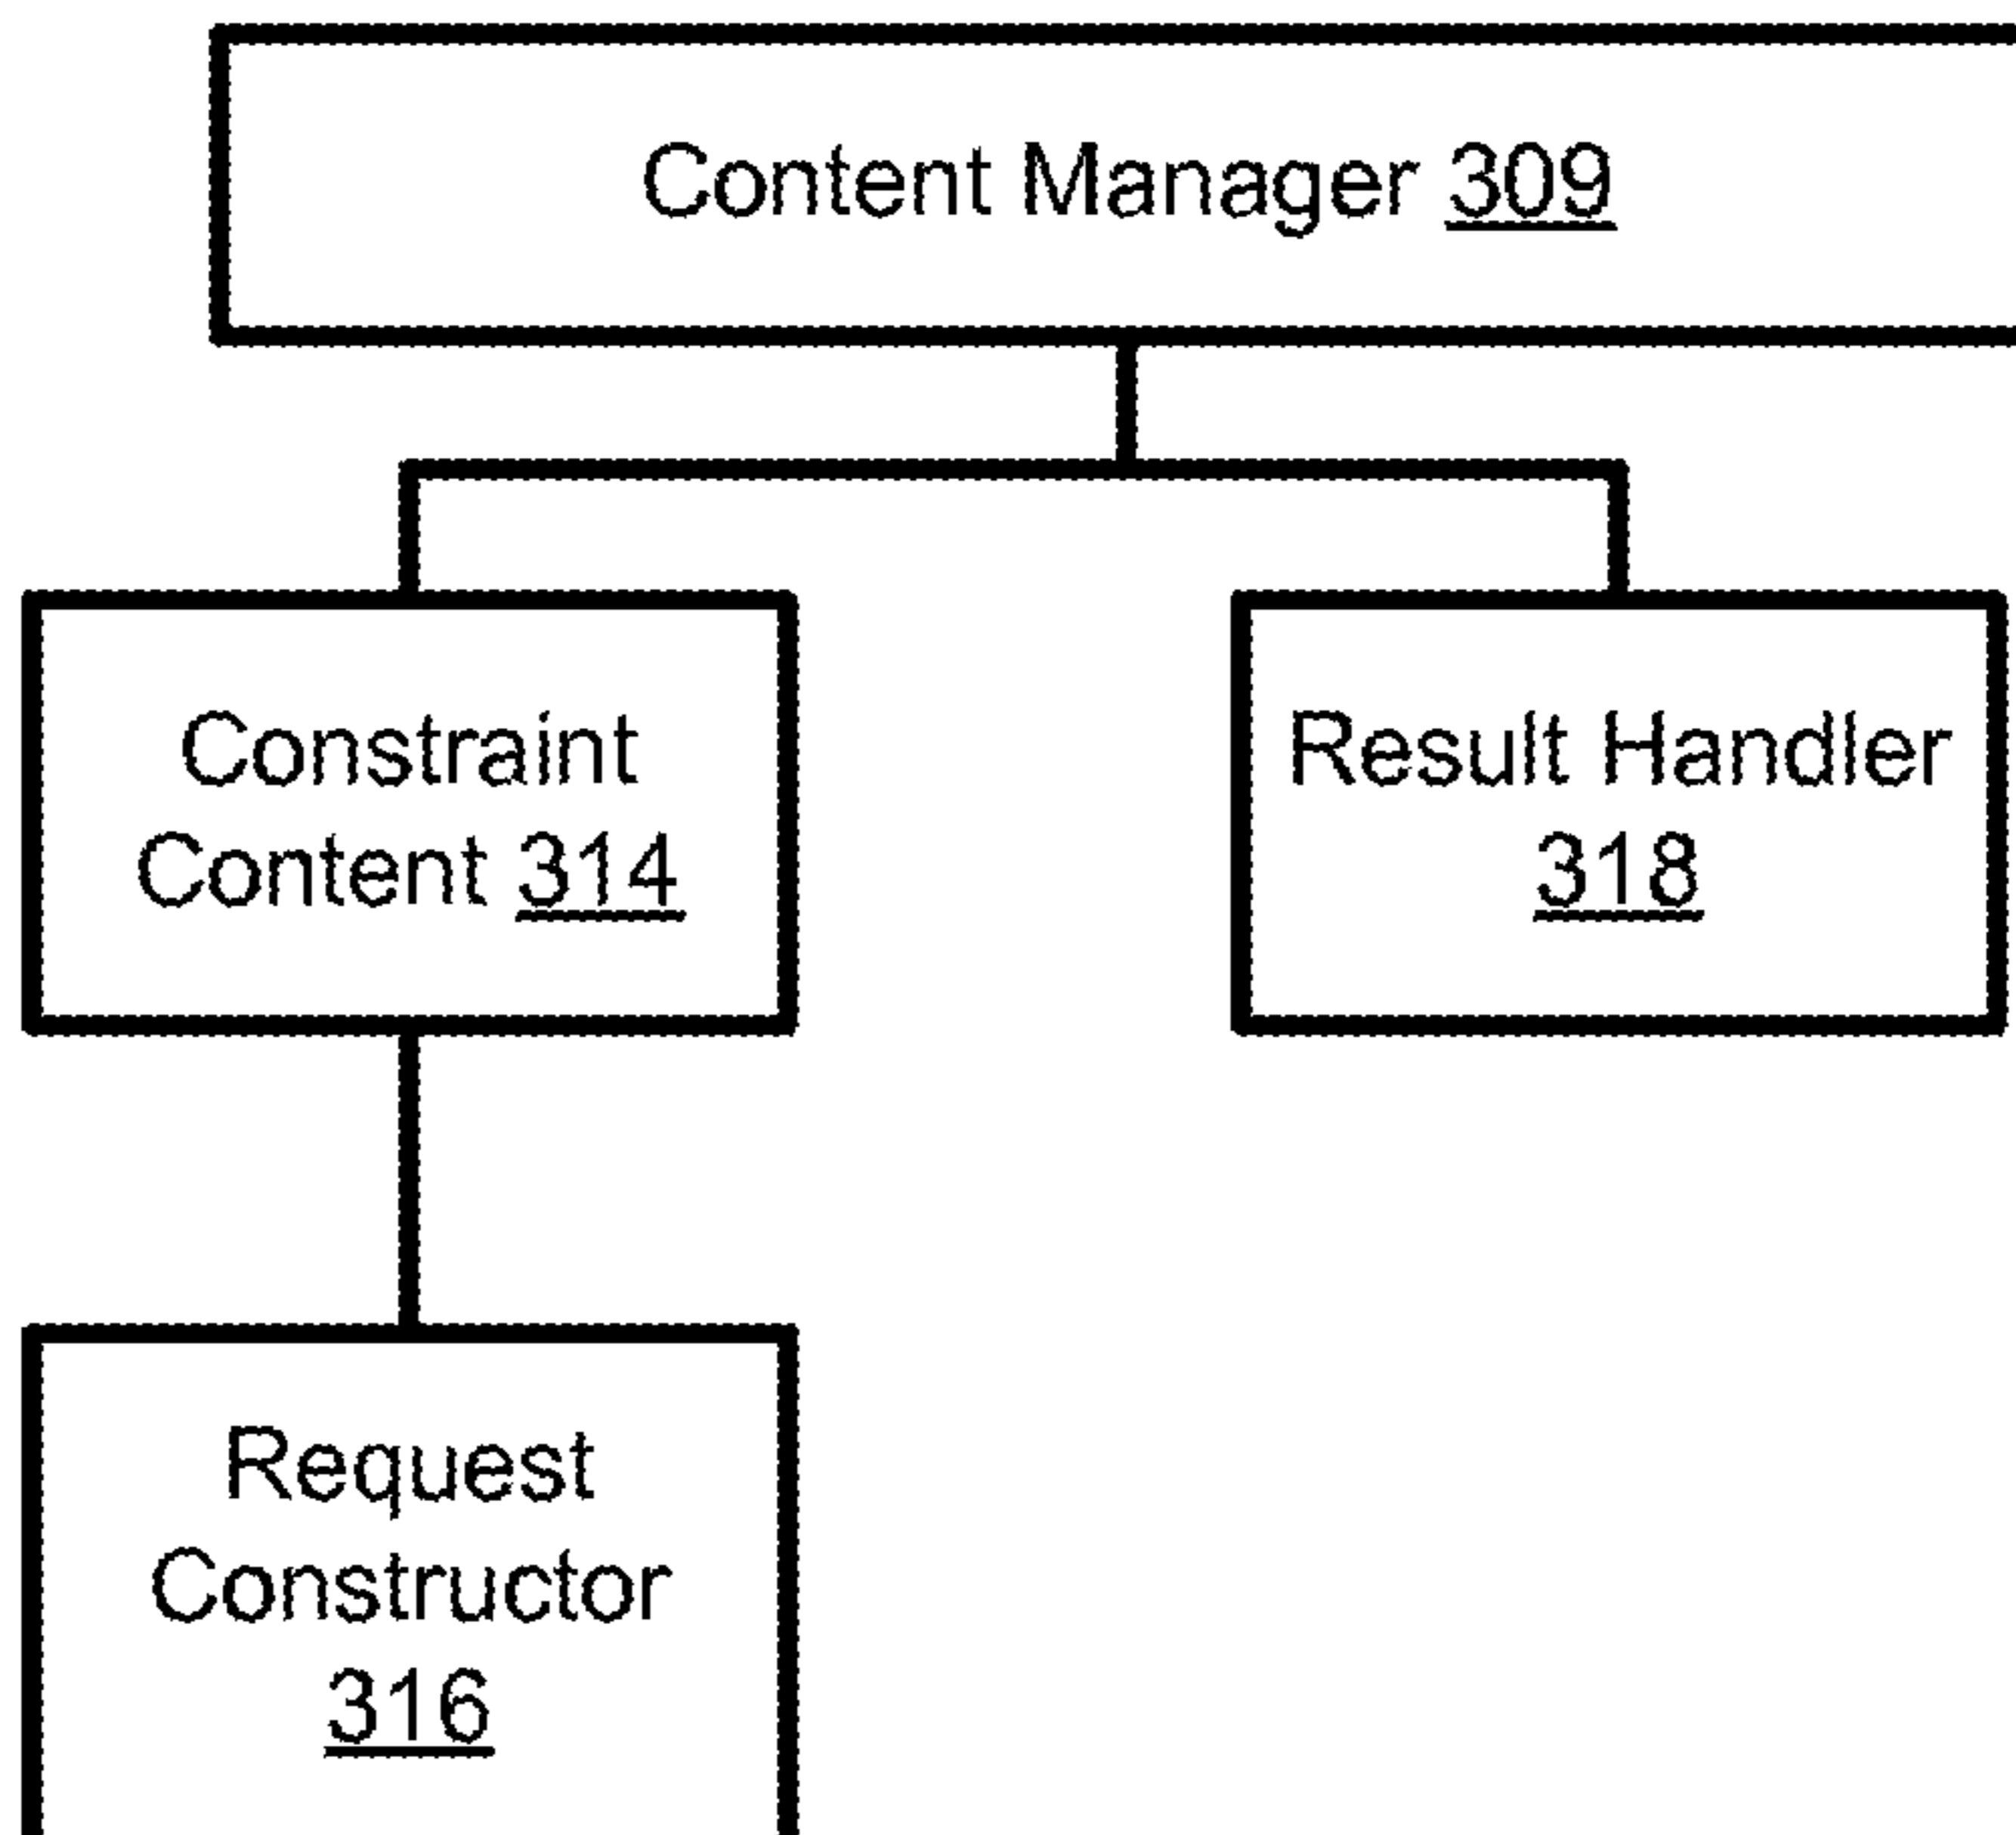 Content Manager 309
Constraint
Content 314
Result Handler
318
Request
Constructor
316